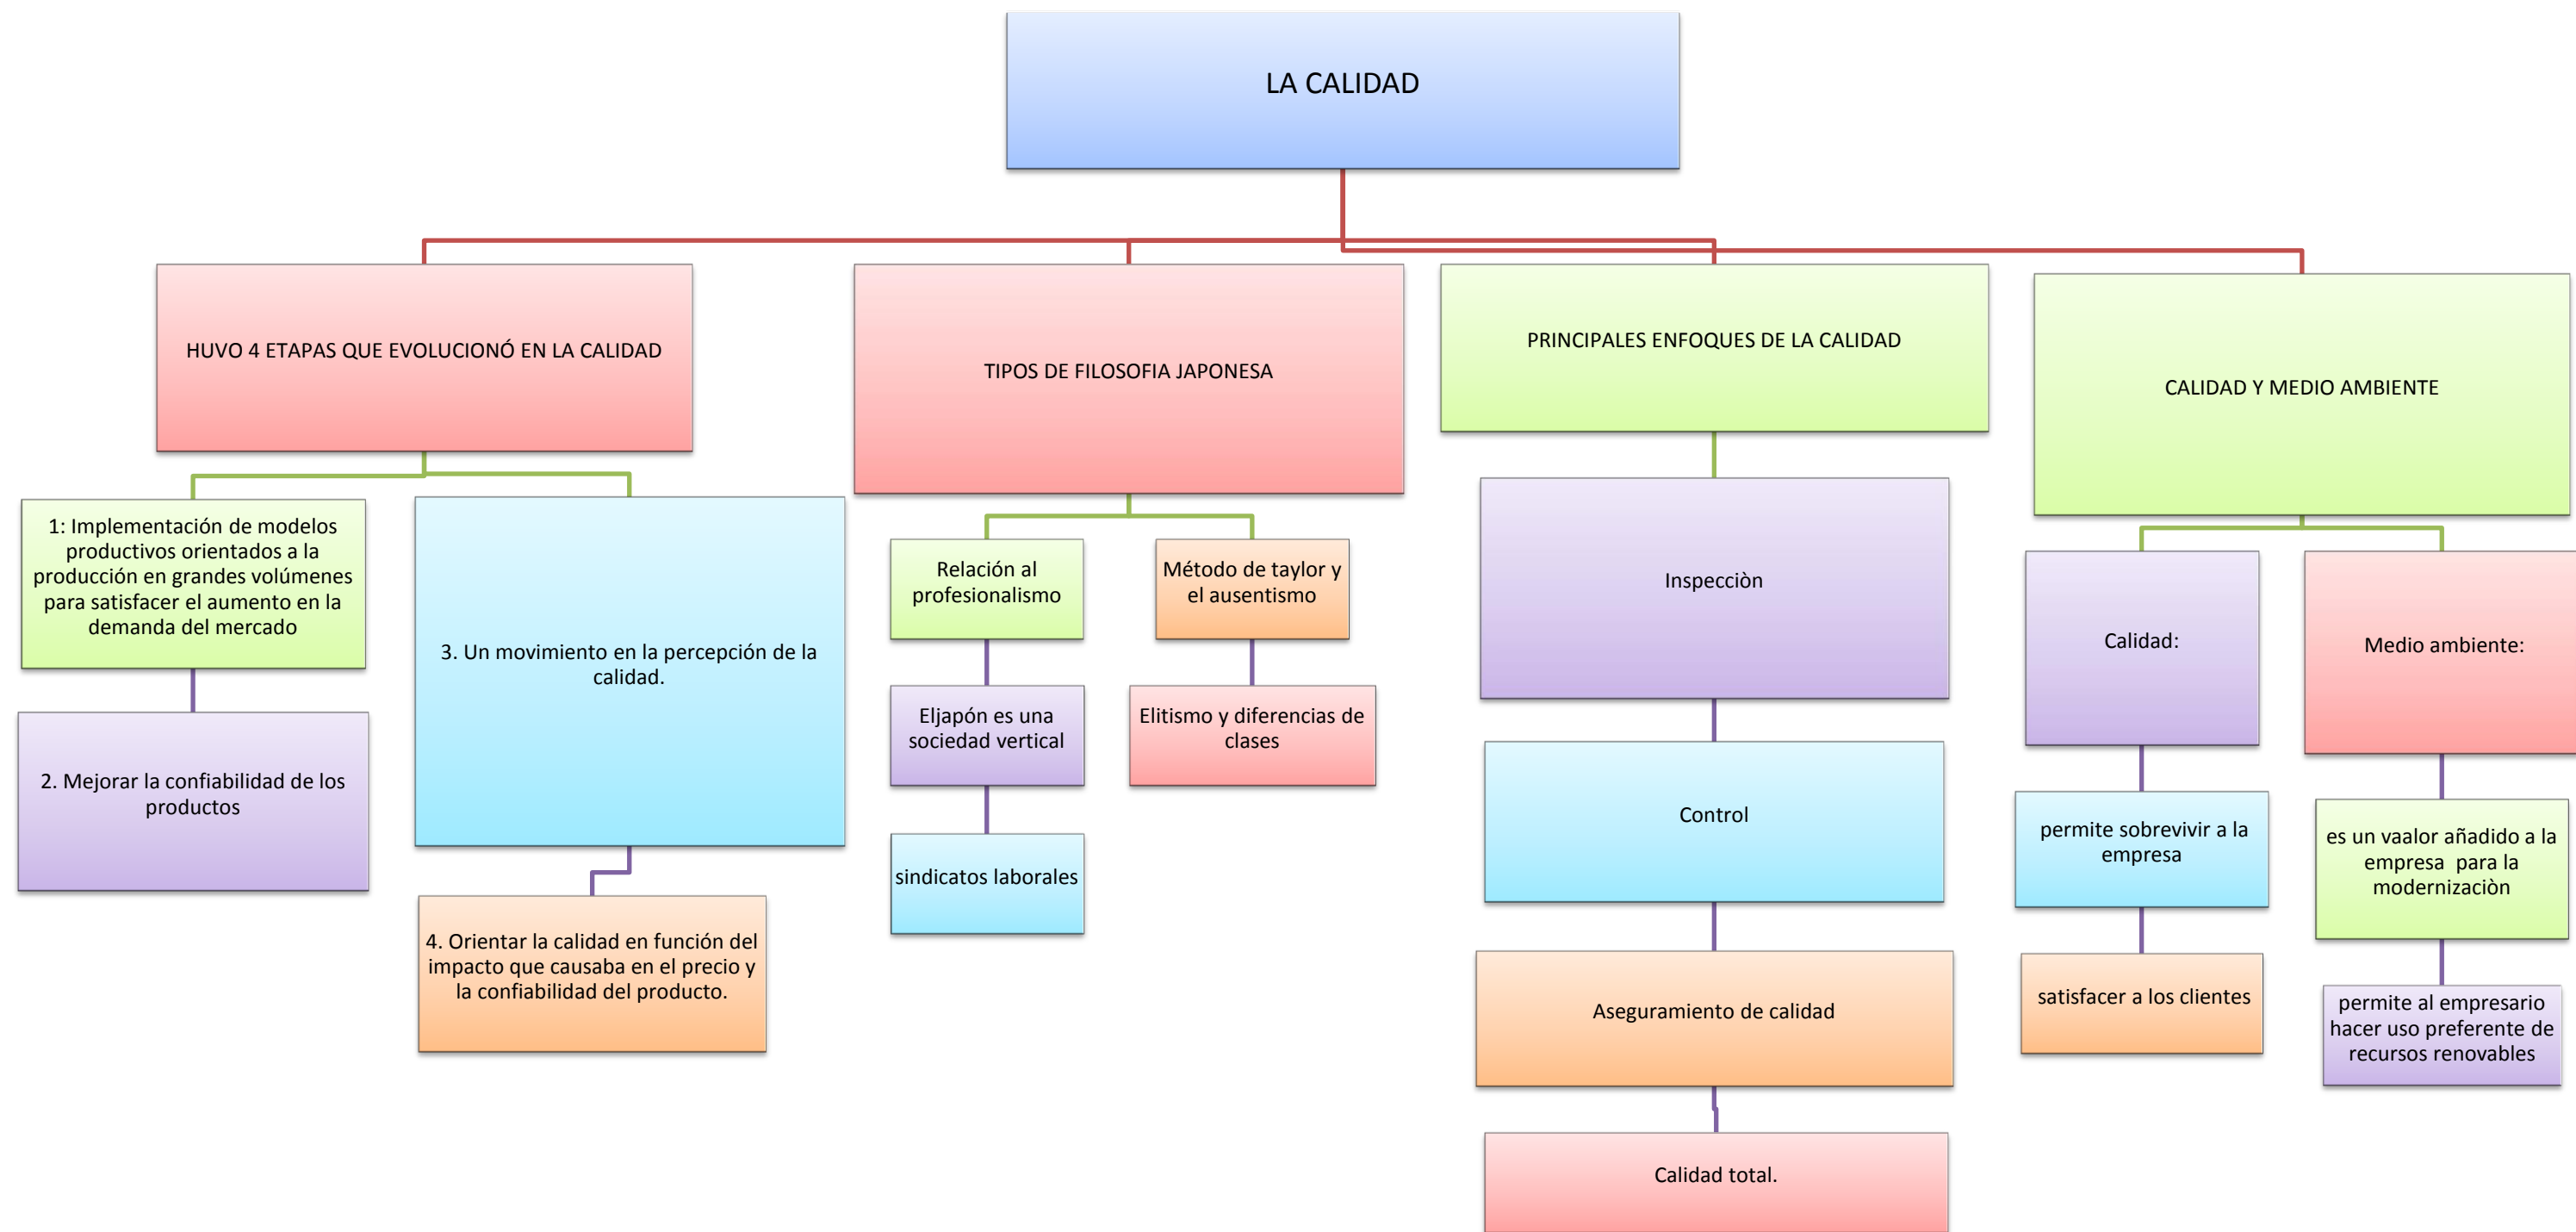 LA CALIDAD
HUVO 4 ETAPAS QUE EVOLUCIONÓ EN LA CALIDAD
1: Implementación de modelos
productivos orientados a la
producción en grandes volúmenes
para satisfacer el aumento en la
demanda del mercado
2. Mejorar la confiabilidad de los
productos
3. Un movimiento en la percepción de la
calidad.
4. Orientar la calidad en función del
impacto que causaba en el precio y
la confiabilidad del producto.
TIPOS DE FILOSOFIA JAPONESA
Relación al
profesionalismo
Eljapón es una
sociedad vertical
sindicatos laborales
Método de taylor y
el ausentismo
Elitismo y diferencias de
clases
PRINCIPALES ENFOQUES DE LA CALIDAD
Inspecciòn
Control
Aseguramiento de calidad
Calidad total.
CALIDAD Y MEDIO AMBIENTE
Calidad:
permite sobrevivir a la
empresa
satisfacer a los clientes
Medio ambiente:
es un vaalor añadido a la
empresa  para la
modernizaciòn
permite al empresario
hacer uso preferente de
recursos renovables